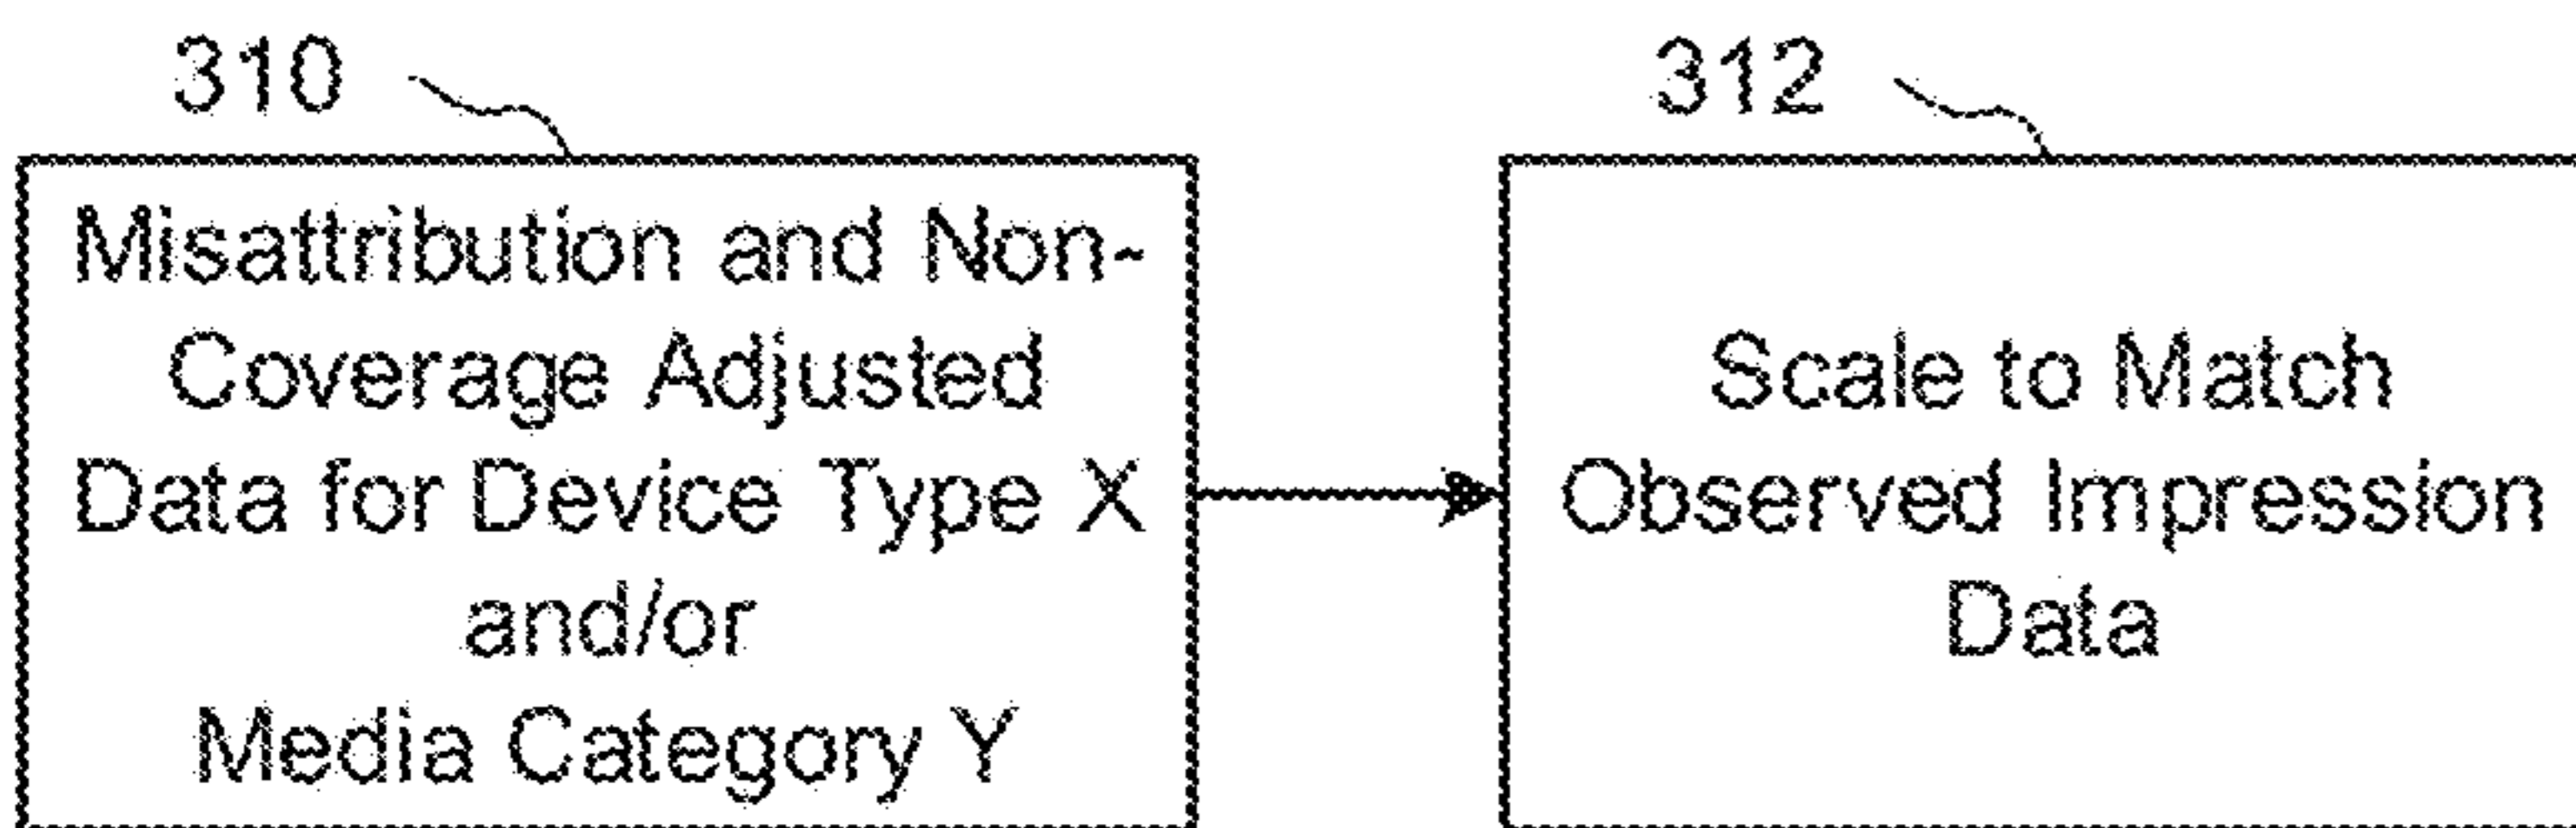 310
Misattribution and Non-
Coverage Adjusted
Data for Device Type X
and/or
Media Category Y
312
Scale to Match
Observed Impression
Data